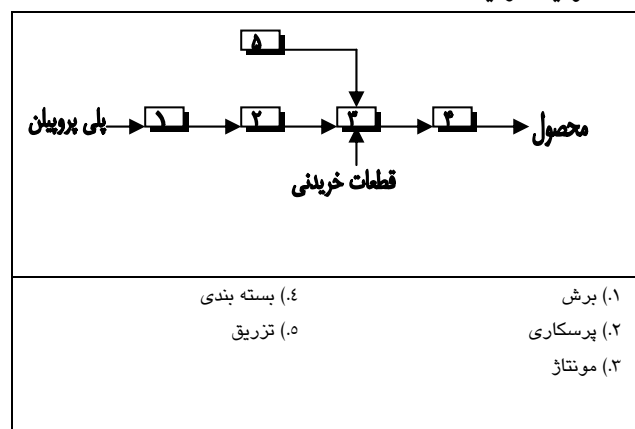 ۵
پلی پروپیلن ۱ ۲ ۳ ۴ محصول
قطعات خریدنی
۱.) برش
۲.) پرسکاری
۳.) مونتاژ
٤.) بسته بندی
۵.) تزریق